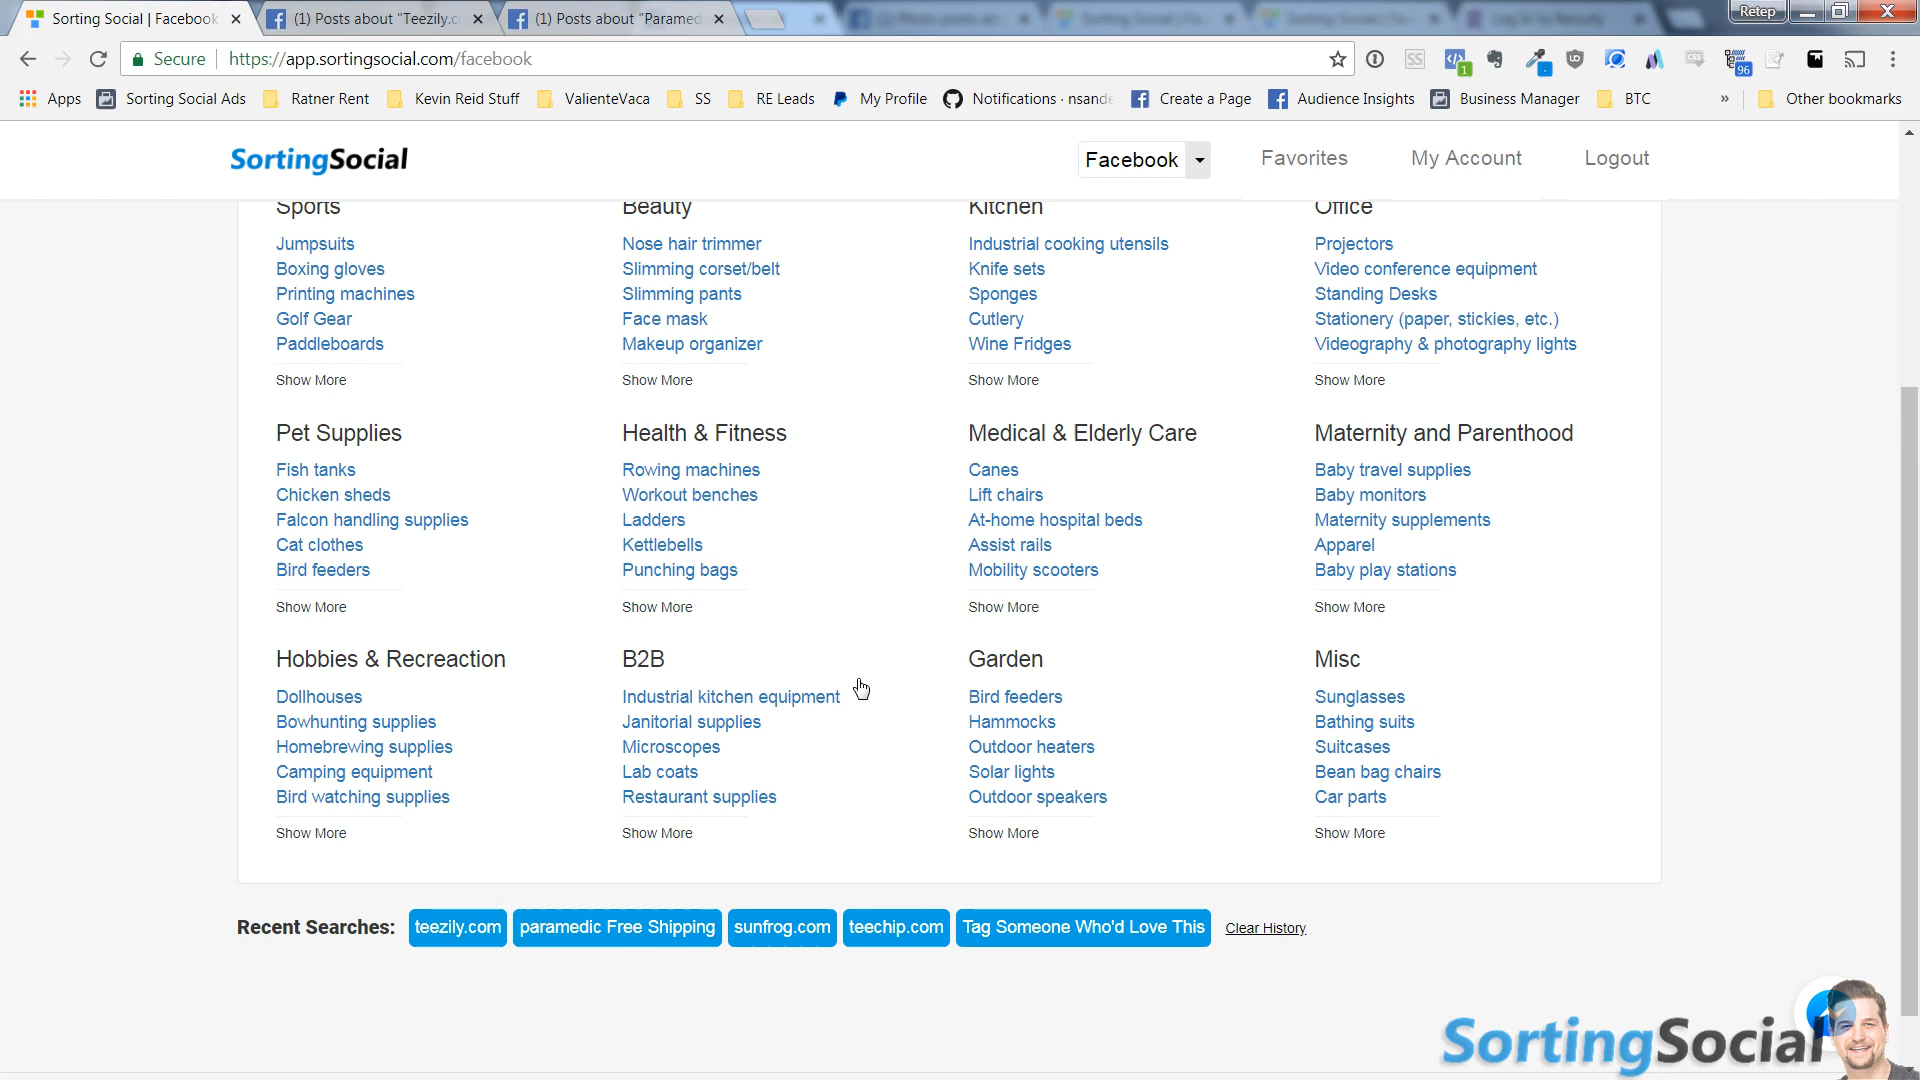 Sorting Social | Facebook
(1) Posts about "Teezily.c
(1) Posts about "Paramed
Retep
Secure
https://app.sortingsocial.com/facebook
1
96
Apps
Sorting Social Ads
Ratner Rent
Kevin Reid Stuff
ValienteVaca
SS
RE Leads
My Profile
Notifications · nsande
Create a Page
Audience Insights
Business Manager
BTC
»
Other bookmarks
SortingSocial
Facebook
Favorites
My Account
Logout
Sports
Jumpsuits
Boxing gloves
Printing machines
Golf Gear
Paddleboards
Show More
Beauty
Nose hair trimmer
Slimming corset/belt
Slimming pants
Face mask
Makeup organizer
Show More
Kitchen
Industrial cooking utensils
Knife sets
Sponges
Cutlery
Wine Fridges
Show More
Office
Projectors
Video conference equipment
Standing Desks
Stationery (paper, stickies, etc.)
Videography & photography lights
Show More
Pet Supplies
Fish tanks
Chicken sheds
Falcon handling supplies
Cat clothes
Bird feeders
Show More
Health & Fitness
Rowing machines
Workout benches
Ladders
Kettlebells
Punching bags
Show More
Medical & Elderly Care
Canes
Lift chairs
At-home hospital beds
Assist rails
Mobility scooters
Show More
Maternity and Parenthood
Baby travel supplies
Baby monitors
Maternity supplements
Apparel
Baby play stations
Show More
Hobbies & Recreaction
Dollhouses
Bowhunting supplies
Homebrewing supplies
Camping equipment
Bird watching supplies
Show More
B2B
Industrial kitchen equipment
Janitorial supplies
Microscopes
Lab coats
Restaurant supplies
Show More
Garden
Bird feeders
Hammocks
Outdoor heaters
Solar lights
Outdoor speakers
Show More
Misc
Sunglasses
Bathing suits
Suitcases
Bean bag chairs
Car parts
Show More
Recent Searches:
teezily.com
paramedic Free Shipping
sunfrog.com
teechip.com
Tag Someone Who'd Love This
Clear History
SortingSocial